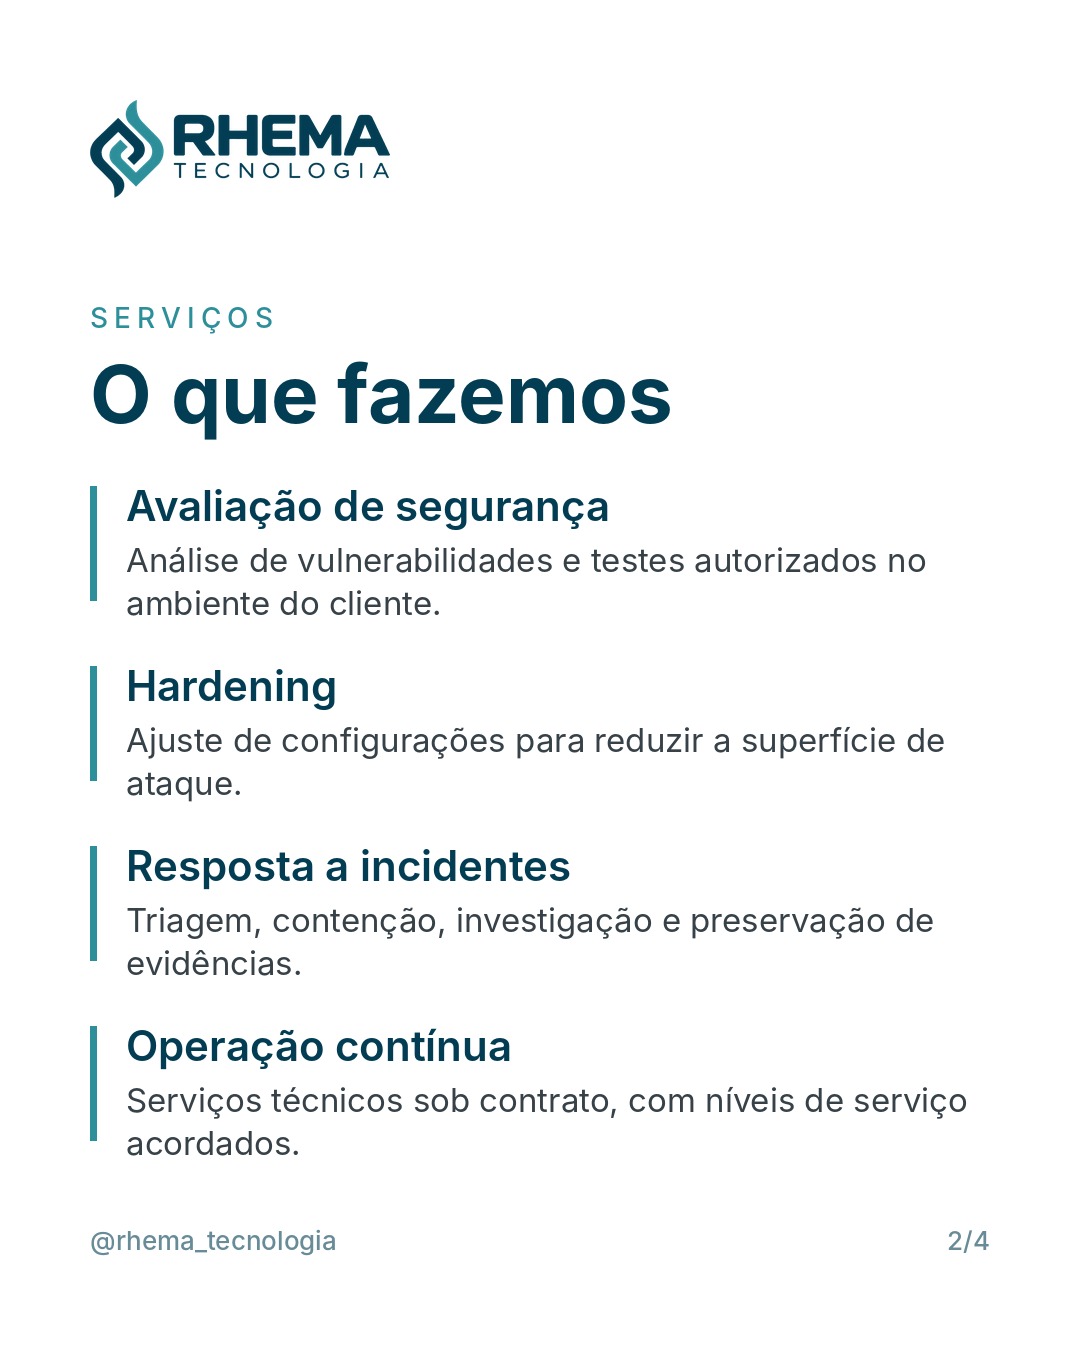 RHEMA
TECNOLOGIA
SERVIÇOS
O que fazemos
Avaliação de segurança
Análise de vulnerabilidades e testes autorizados no
ambiente do cliente.
Hardening
Ajuste de configurações para reduzir a superfície de
ataque.
Resposta a incidentes
Triagem, contenção, investigação e preservação de
evidências.
Operação contínua
Serviços técnicos sob contrato, com níveis de serviço
acordados.
@rhema_tecnologia
2/4